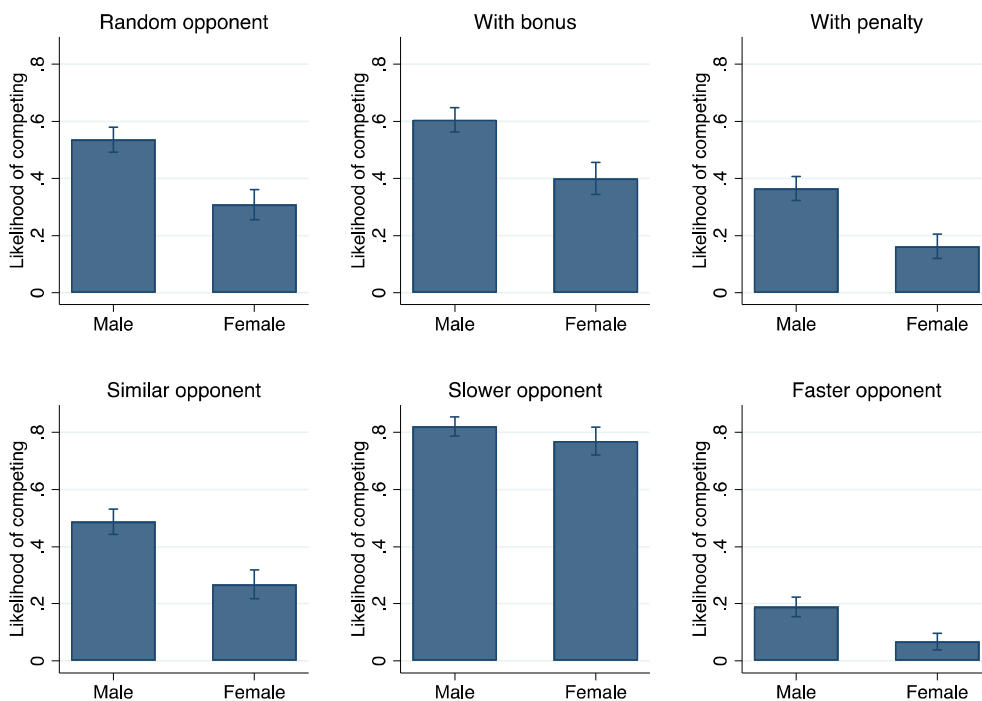 Random opponent
Likelihood of competing
.8
.6
.4
.2
0
Male Female
With bonus
Likelihood of competing
.8
.6
.4
.2
0
Male Female
With penalty
Likelihood of competing
.8
.6
.4
.2
0
Male Female
Similar opponent
Likelihood of competing
.8
.6
.4
.2
0
Male Female
Slower opponent
Likelihood of competing
.8
.6
.4
.2
0
Male Female
Faster opponent
Likelihood of competing
.8
.6
.4
.2
0
Male Female